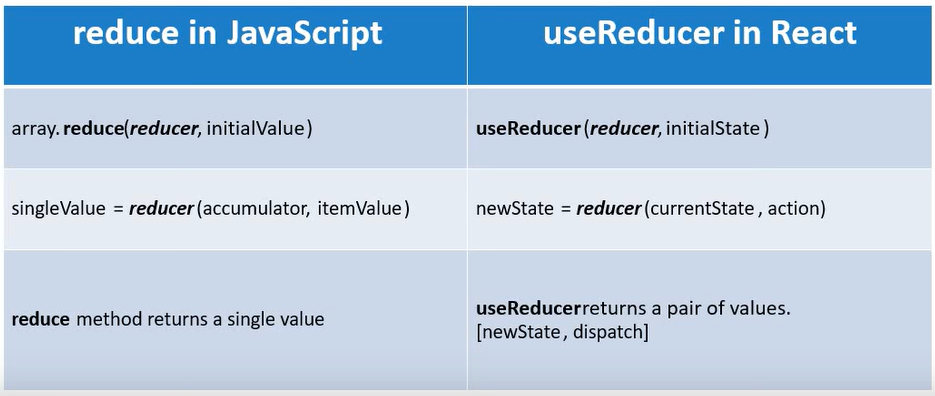 reduce in JavaScript
useReducer in React
array.reduce(reducer, initialValue)
useReducer(reducer, initialState)
singleValue = reducer(accumulator, itemValue)
newState = reducer(currentState, action)
reduce method returns a single value
useReducer returns a pair of values.
[newState, dispatch]